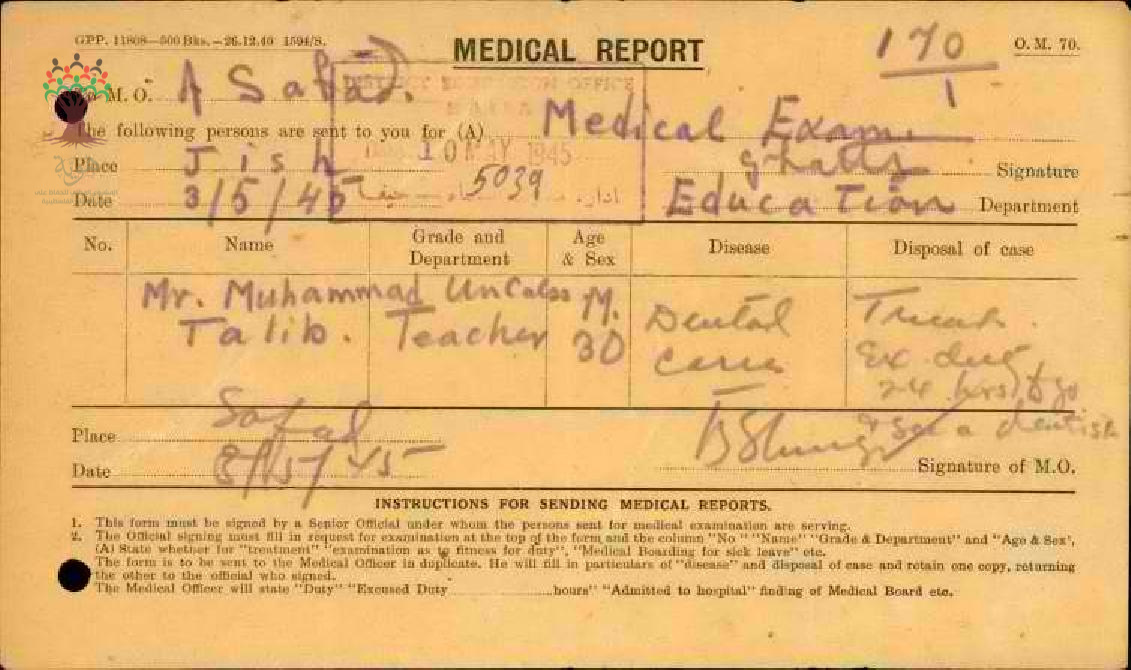 GPP. 11808—500 Bks.—26.12.40 1594/S.
MEDICAL REPORT
170
1
O. M. 70.
To M. O. A Safad.
DISTRICT EDUCATION OFFICE
The following persons are sent to you for (A) Medical Exam.
10 MAY 1945
Place Jish
Signature
5039
Date 3/5/45
Education Department
No. Name Grade and Department Age & Sex Disease Disposal of case
Mr. Muhammad Talib. Teacher M. 30 Dental Caries Treat. Ex. duty 24 hrs to go & see a dentist
Place Safad
Date 8/5/45
Signature of M.O.
INSTRUCTIONS FOR SENDING MEDICAL REPORTS.
1. This form must be signed by a Senior Official under whom the persons sent for medical examination are serving.
2. The Official signing must fill in request for examination at the top of the form and the column "No" "Name" "Grade & Department" and "Age & Sex',
(A) State whether for "treatment" "examination as to fitness for duty", "Medical Boarding for sick leave" etc.
The form is to be sent to the Medical Officer in duplicate. He will fill in particulars of "disease" and disposal of case and retain one copy, returning
the other to the official who signed.
The Medical Officer will state "Duty" "Excused Duty ............ hours" "Admitted to hospital" finding of Medical Board etc.